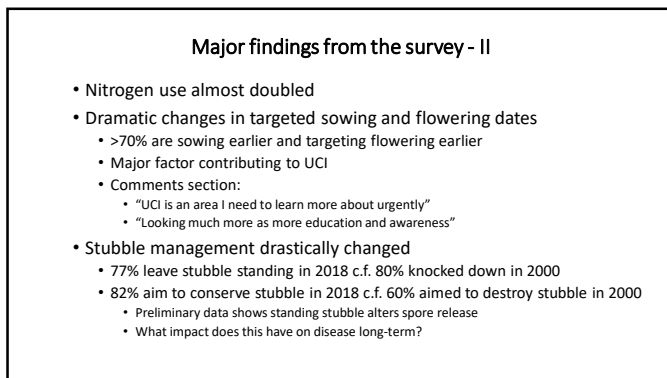 Major findings from the survey - II
• Nitrogen use almost doubled
• Dramatic changes in targeted sowing and flowering dates
• >70% are sowing earlier and targeting flowering earlier
• Major factor contributing to UCI
• Comments section:
• “UCI is an area I need to learn more about urgently”
• “Looking much more as more education and awareness”
• Stubble management drastically changed
• 77% leave stubble standing in 2018 c.f. 80% knocked down in 2000
• 82% aim to conserve stubble in 2018 c.f. 60% aimed to destroy stubble in 2000
• Preliminary data shows standing stubble alters spore release
• What impact does this have on disease long-term?